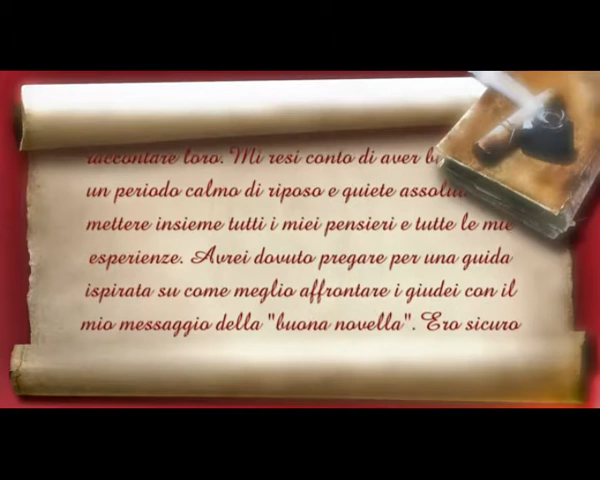 raccontare loro. Mi resi conto di aver
un periodo calmo di riposo e quiete
mettere insieme tutti i miei pensieri e tutte le mie
esperienze. Avrei dovuto pregare per una guida
ispirata su come meglio affrontare i giudei con il
mio messaggio della "buona novella". Ero sicuro